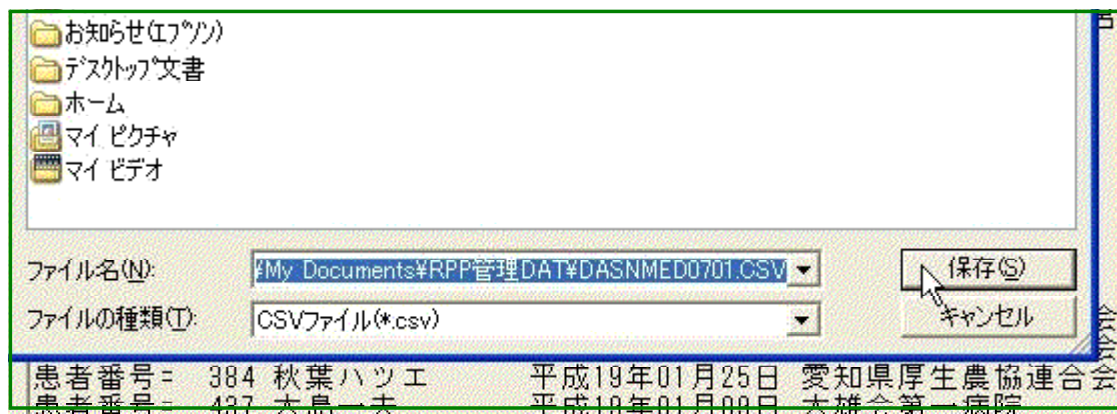 お知らせ(エプソン)
デスクトップ文書
ホーム
マイ ピクチャ
マイ ビデオ
ファイル名(N):
¥My Documents¥RPP管理DAT¥DASNMED0701.CSV
保存(S)
ファイルの種類(T):
CSVファイル(*.csv)
キャンセル
患者番号= 384 秋葉ハツエ 平成19年01月25日 愛知県厚生農協連合会